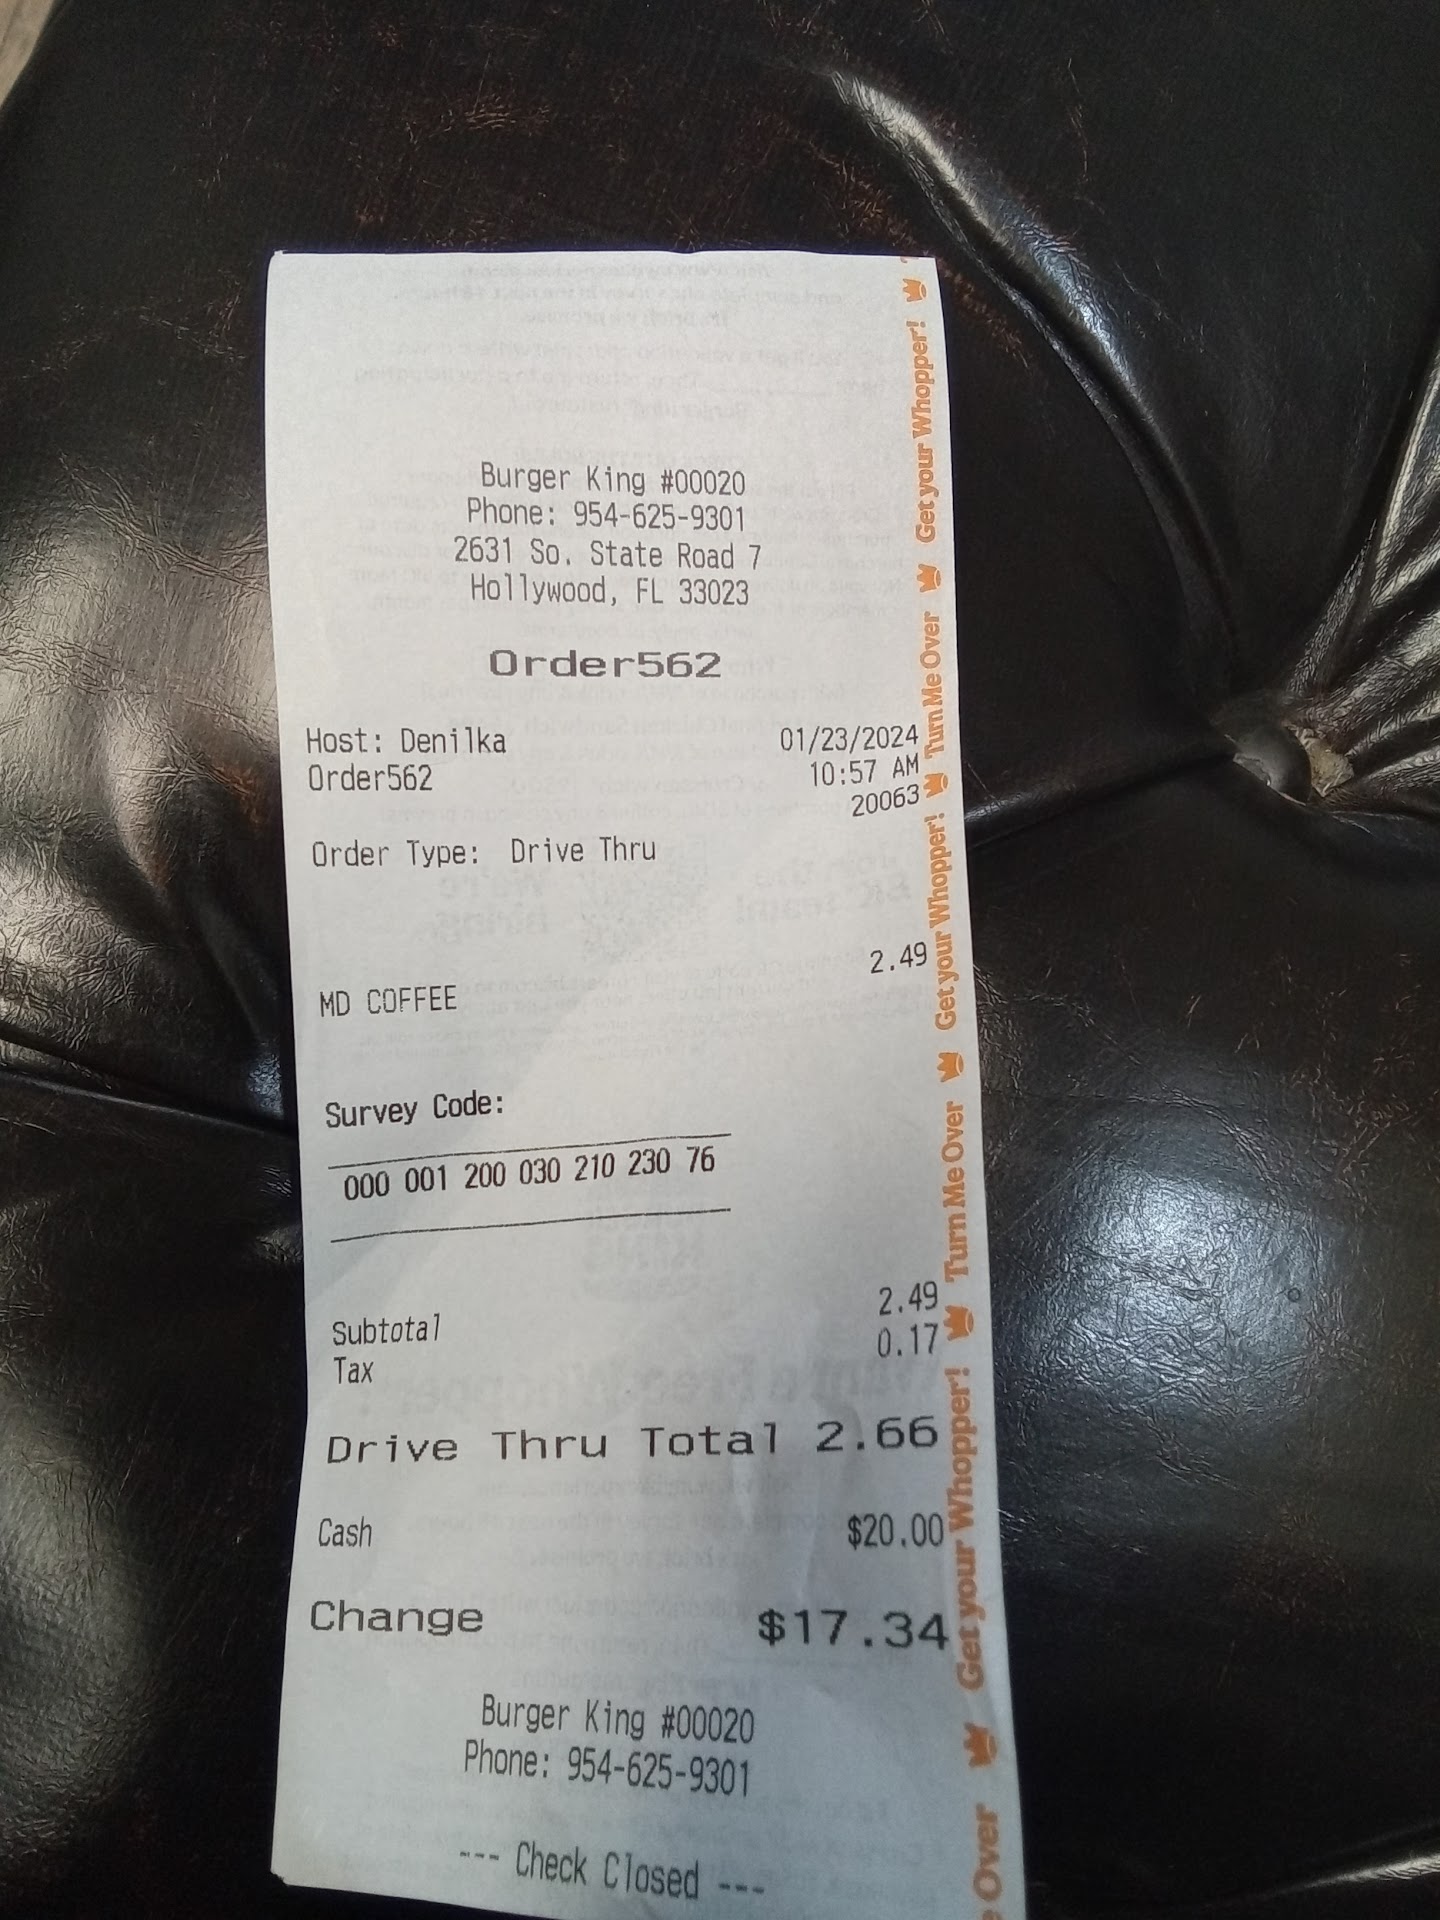 Burger King #00020
Phone: 954-625-9301
2631 So. State Road 7
Hollywood, FL 33023
Order562
Host: Denilka 01/23/2024
Order562 10:57 AM
20063
Order Type: Drive Thru
2.49
MD COFFEE
Survey Code:
000 001 200 030 210 230 76
2.49
Subtotal 0.17
Tax
Drive Thru Total 2.66
Cash $20.00
Change $17.34
Burger King #00020
Phone: 954-625-9301
--- Check Closed ---
Over
Get your Whopper!
Turn Me Over
Get your Whopper!
Turn Me Over
Get your Whopper!